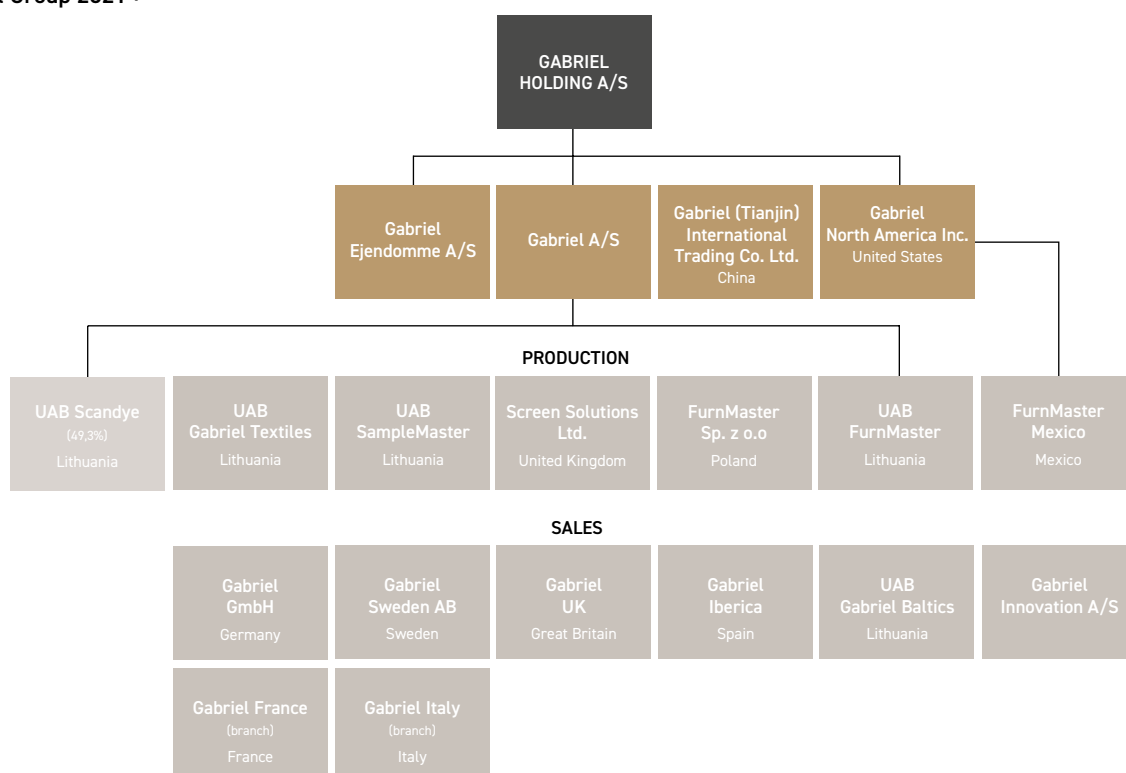 GABRIEL
HOLDING A/S
Gabriel
Ejendomme A/S
Gabriel A/S
Gabriel (Tianjin)
International
Trading Co. Ltd.
China
Gabriel
North America Inc.
United States
PRODUCTION
UAB Scandye
(49,3%)
Lithuania
UAB
Gabriel Textiles
Lithuania
UAB
SampleMaster
Lithuania
Screen Solutions
Ltd.
United Kingdom
FurnMaster
Sp. z o.o
Poland
UAB
FurnMaster
Lithuania
FurnMaster
Mexico
Mexico
SALES
Gabriel
GmbH
Germany
Gabriel
Sweden AB
Sweden
Gabriel
UK
Great Britain
Gabriel
Iberica
Spain
UAB
Gabriel Baltics
Lithuania
Gabriel
Innovation A/S
Gabriel France
(branch)
France
Gabriel Italy
(branch)
Italy